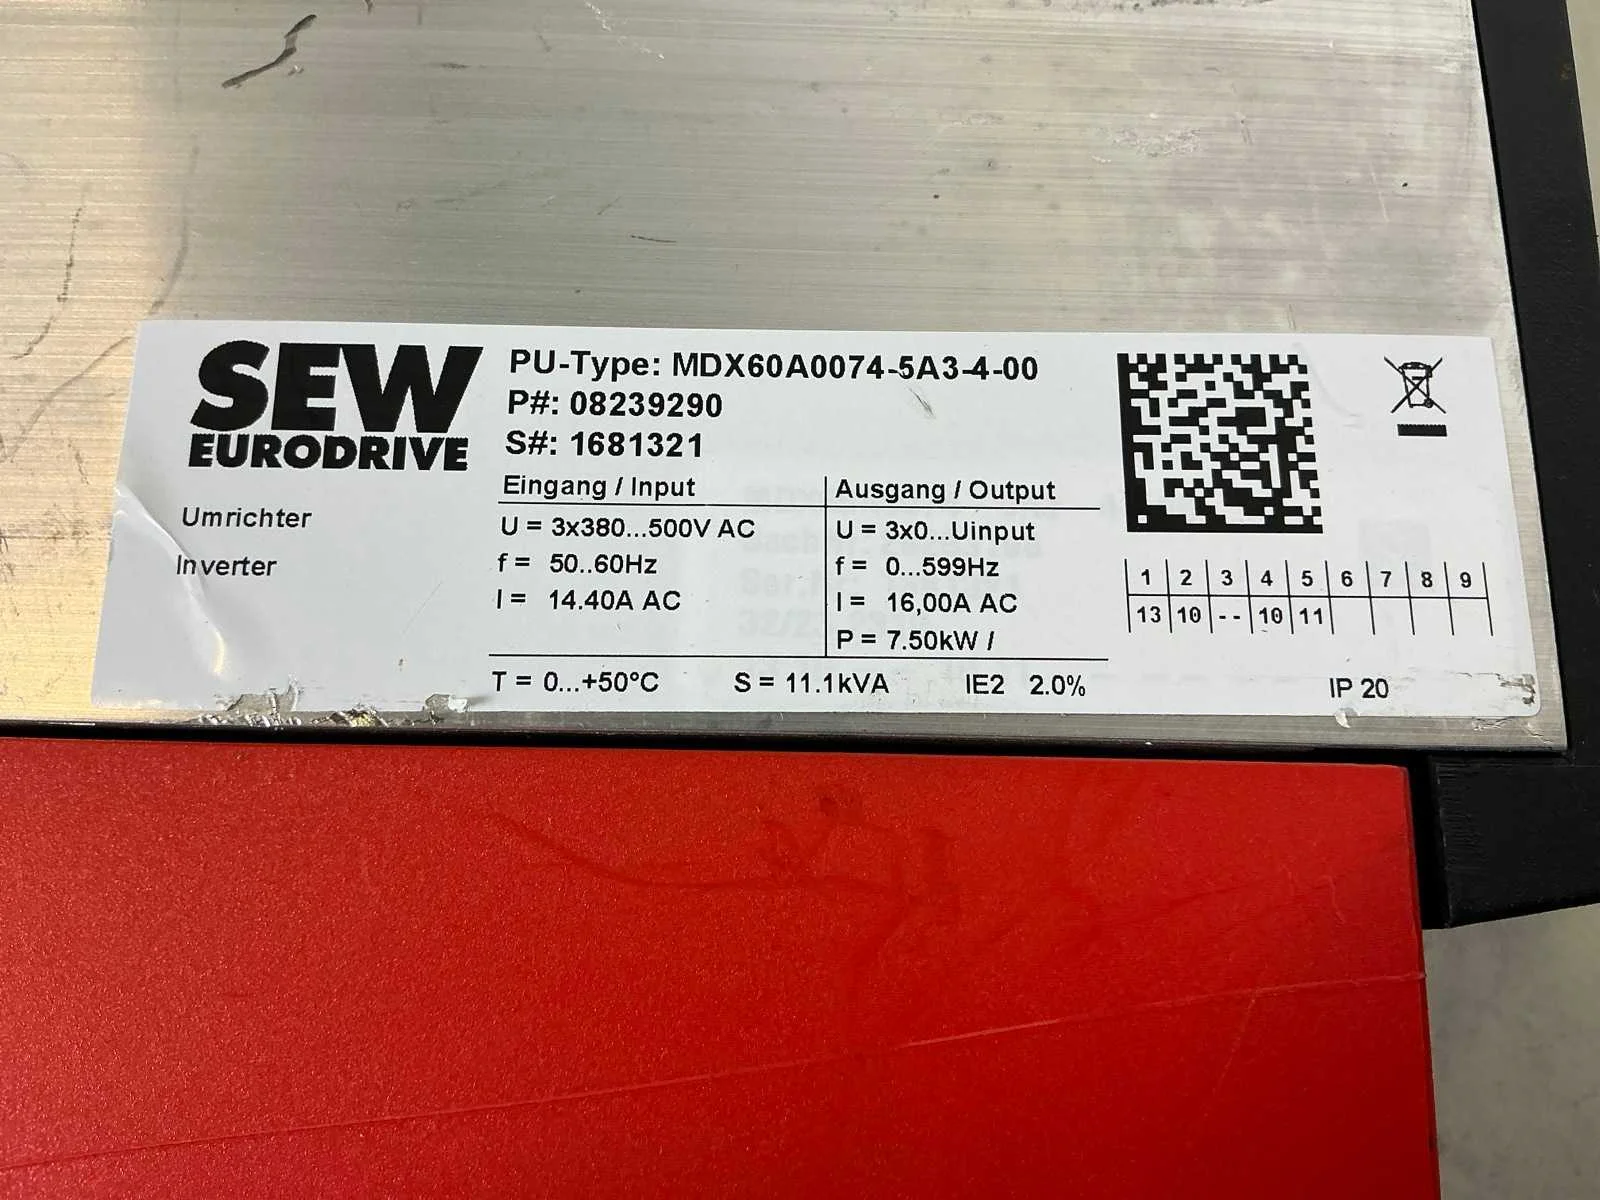 SEW
EURODRIVE
Umrichter
Inverter
PU-Type: MDX60A0074-5A3-4-00
P#: 08239290
S#: 1681321
Eingang / Input
U = 3x380...500V AC
f = 50..60Hz
I = 14.40A AC
Ausgang / Output
U = 3x0...Uinput
f = 0...599Hz
I = 16,00A AC
P = 7.50kW /
T = 0...+50°C S = 11.1kVA IE2 2.0%
1 2 3 4 5 6 7 8 9
13 10 -- 10 11
IP 20